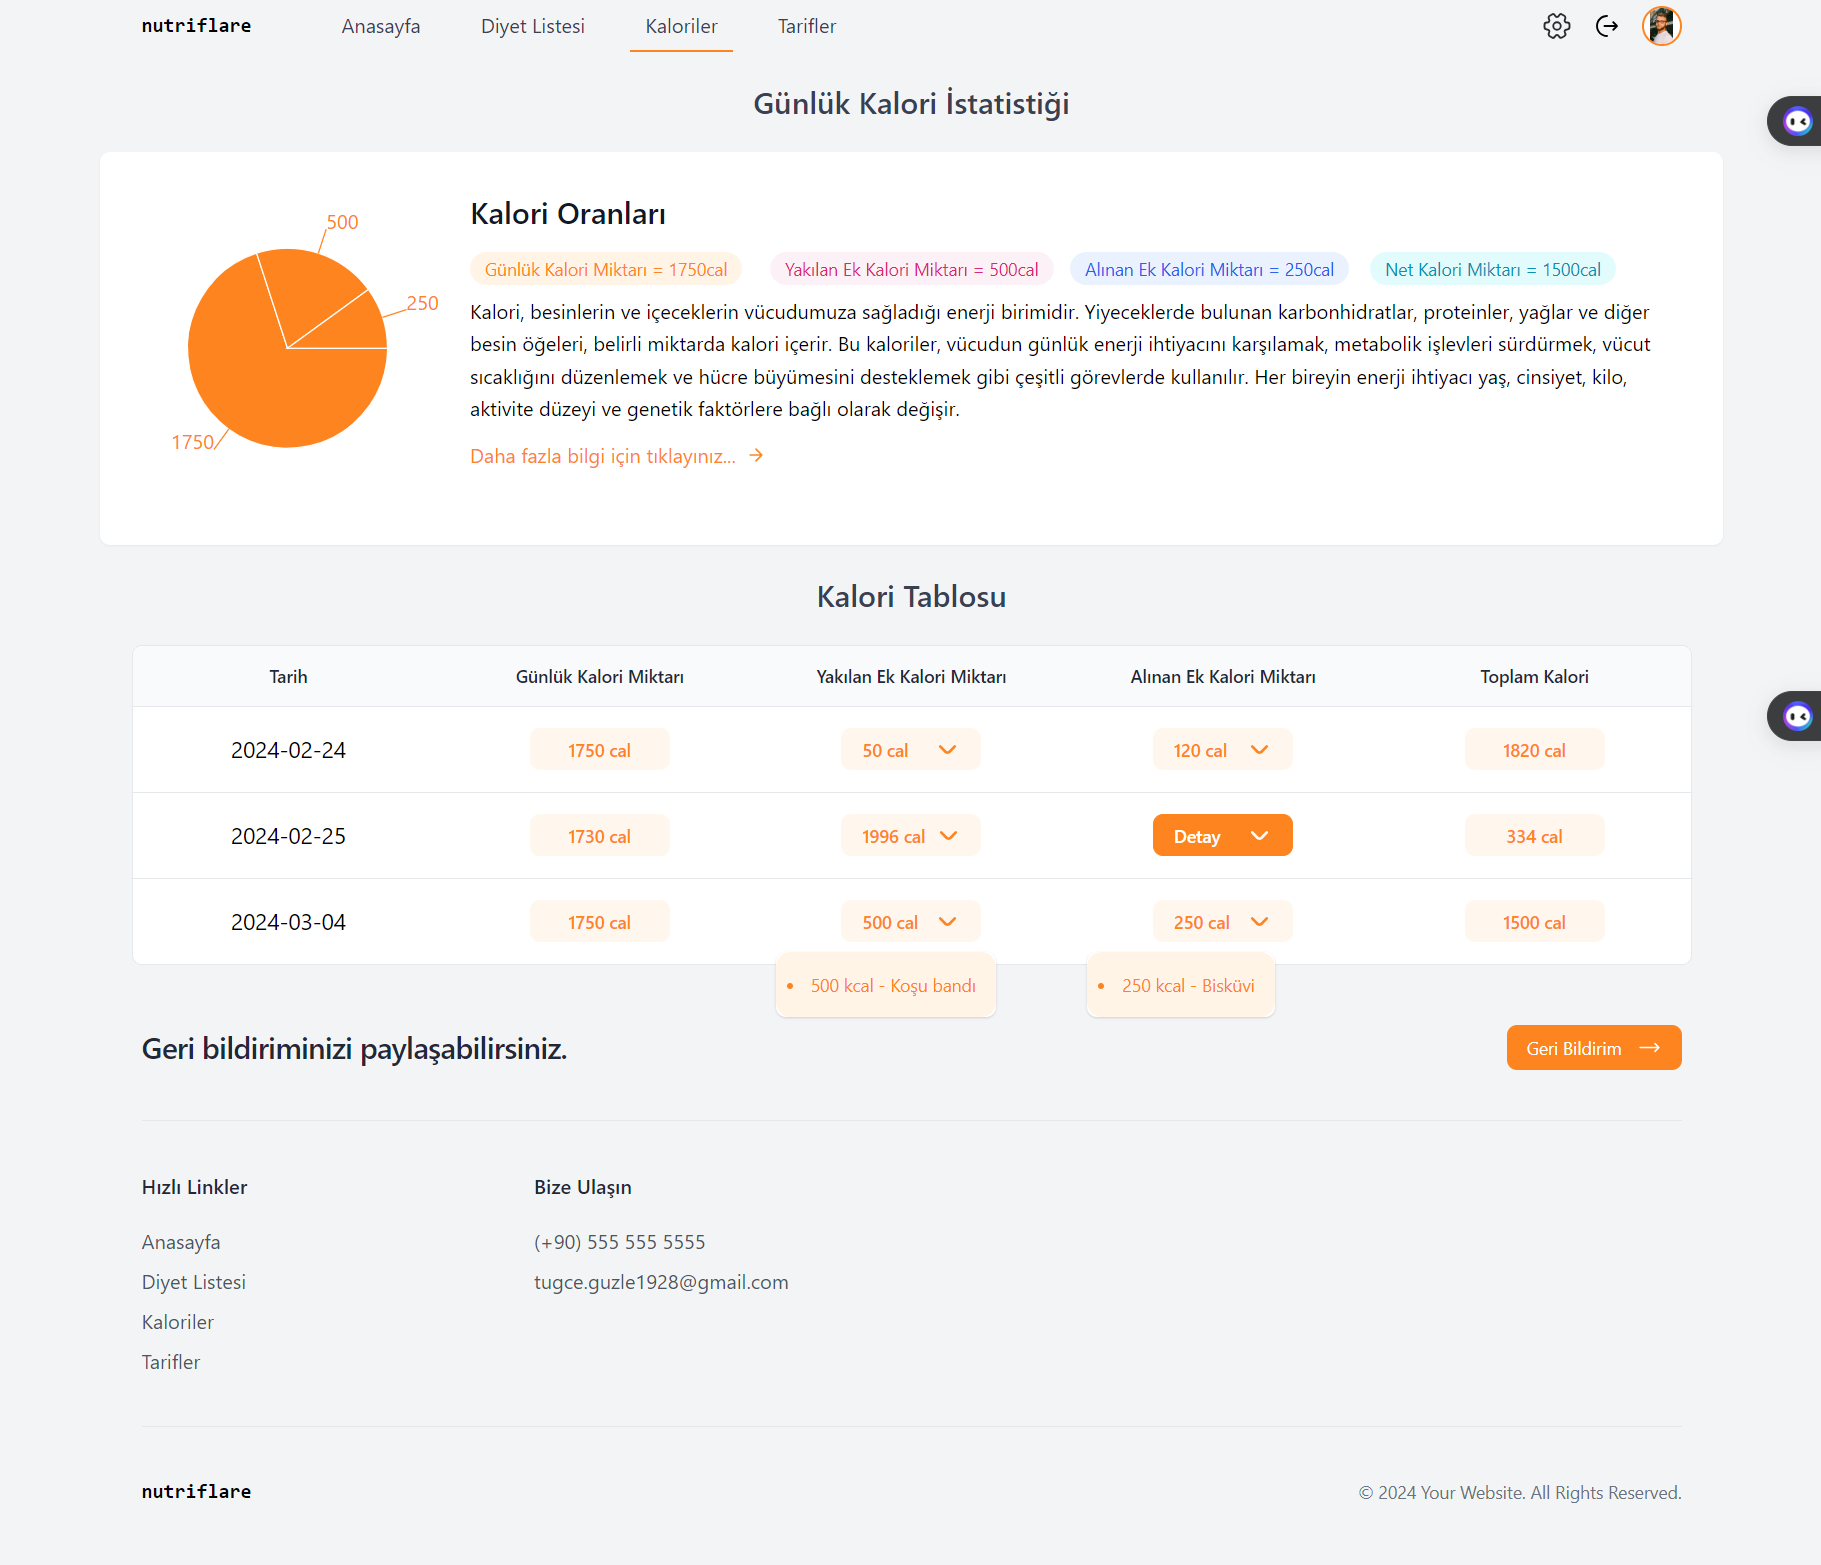 nutriflare
Anasayfa
Diyet Listesi
Kaloriler
Tarifler
Günlük Kalori İstatistiği
500
250
1750
Kalori Oranları
Günlük Kalori Miktarı = 1750cal
Yakılan Ek Kalori Miktarı = 500cal
Alınan Ek Kalori Miktarı = 250cal
Net Kalori Miktarı = 1500cal
Kalori, besinlerin ve içeceklerin vücudumuza sağladığı enerji birimidir. Yiyeceklerde bulunan karbonhidratlar, proteinler, yağlar ve diğer
besin öğeleri, belirli miktarda kalori içerir. Bu kaloriler, vücudun günlük enerji ihtiyacını karşılamak, metabolik işlevleri sürdürmek, vücut
sıcaklığını düzenlemek ve hücre büyümesini desteklemek gibi çeşitli görevlerde kullanılır. Her bireyin enerji ihtiyacı yaş, cinsiyet, kilo,
aktivite düzeyi ve genetik faktörlere bağlı olarak değişir.
Daha fazla bilgi için tıklayınız... →
Kalori Tablosu
Tarih Günlük Kalori Miktarı Yakılan Ek Kalori Miktarı Alınan Ek Kalori Miktarı Toplam Kalori
2024-02-24 1750 cal 50 cal 120 cal 1820 cal
2024-02-25 1730 cal 1996 cal Detay 334 cal
2024-03-04 1750 cal 500 cal 250 cal 1500 cal
• 500 kcal - Koşu bandı
• 250 kcal - Bisküvi
Geri bildiriminizi paylaşabilirsiniz.
Geri Bildirim →
Hızlı Linkler
Anasayfa
Diyet Listesi
Kaloriler
Tarifler
Bize Ulaşın
(+90) 555 555 5555
tugce.guzle1928@gmail.com
nutriflare
© 2024 Your Website. All Rights Reserved.